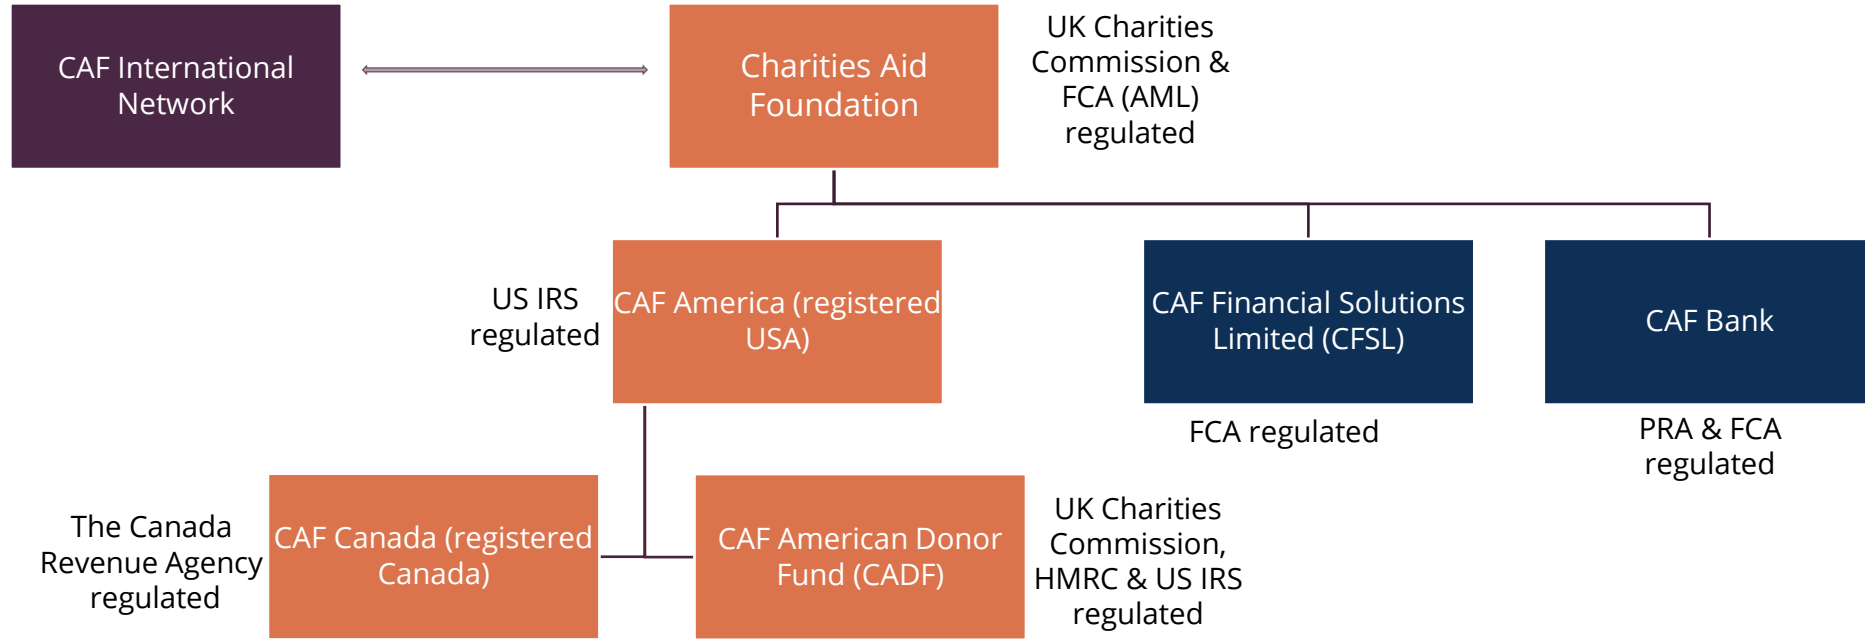 CAF International
Network
Charities Aid
Foundation
UK Charities
Commission &
FCA (AML)
regulated
US IRS
regulated
CAF America (registered
USA)
CAF Financial Solutions
Limited (CFSL)
CAF Bank
FCA regulated
PRA & FCA
regulated
The Canada
Revenue Agency
regulated
CAF Canada (registered
Canada)
CAF American Donor
Fund (CADF)
UK Charities
Commission,
HMRC & US IRS
regulated